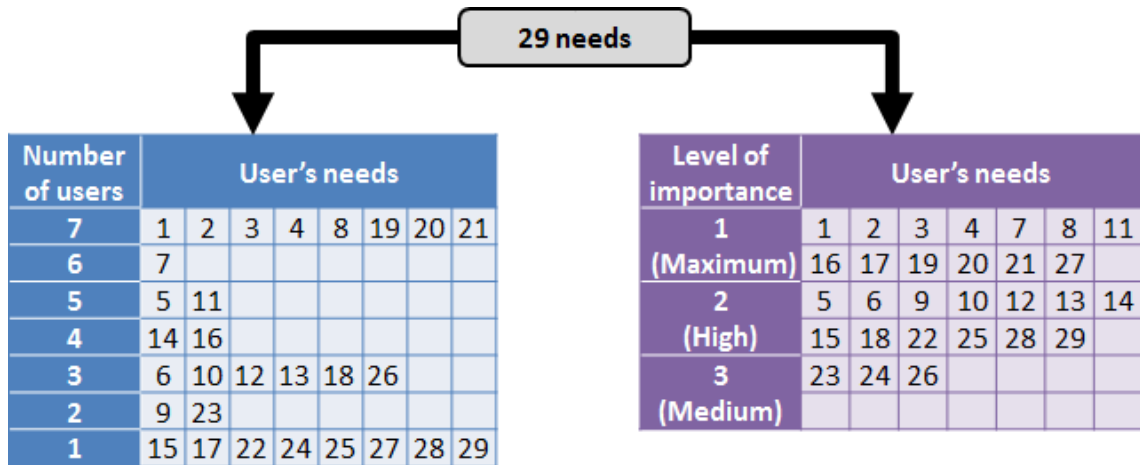 29 needs
Number of users User's needs
7 1 2 3 4 8 19 20 21
6 7
5 5 11
4 14 16
3 6 10 12 13 18 26
2 9 23
1 15 17 22 24 25 27 28 29
Level of importance User's needs
1 1 2 3 4 7 8 11
(Maximum) 16 17 19 20 21 27
2 5 6 9 10 12 13 14
(High) 15 18 22 25 28 29
3 23 24 26
(Medium)